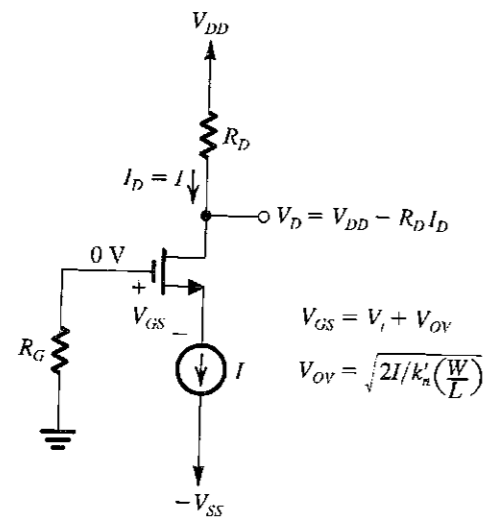 V_DD
R_D
I_D = I
V_D = V_DD − R_D I_D
0 V
+
V_GS
−
V_GS = V_t + V_OV
R_G
I
V_OV = √(2I/k'_n(W/L))
−V_SS